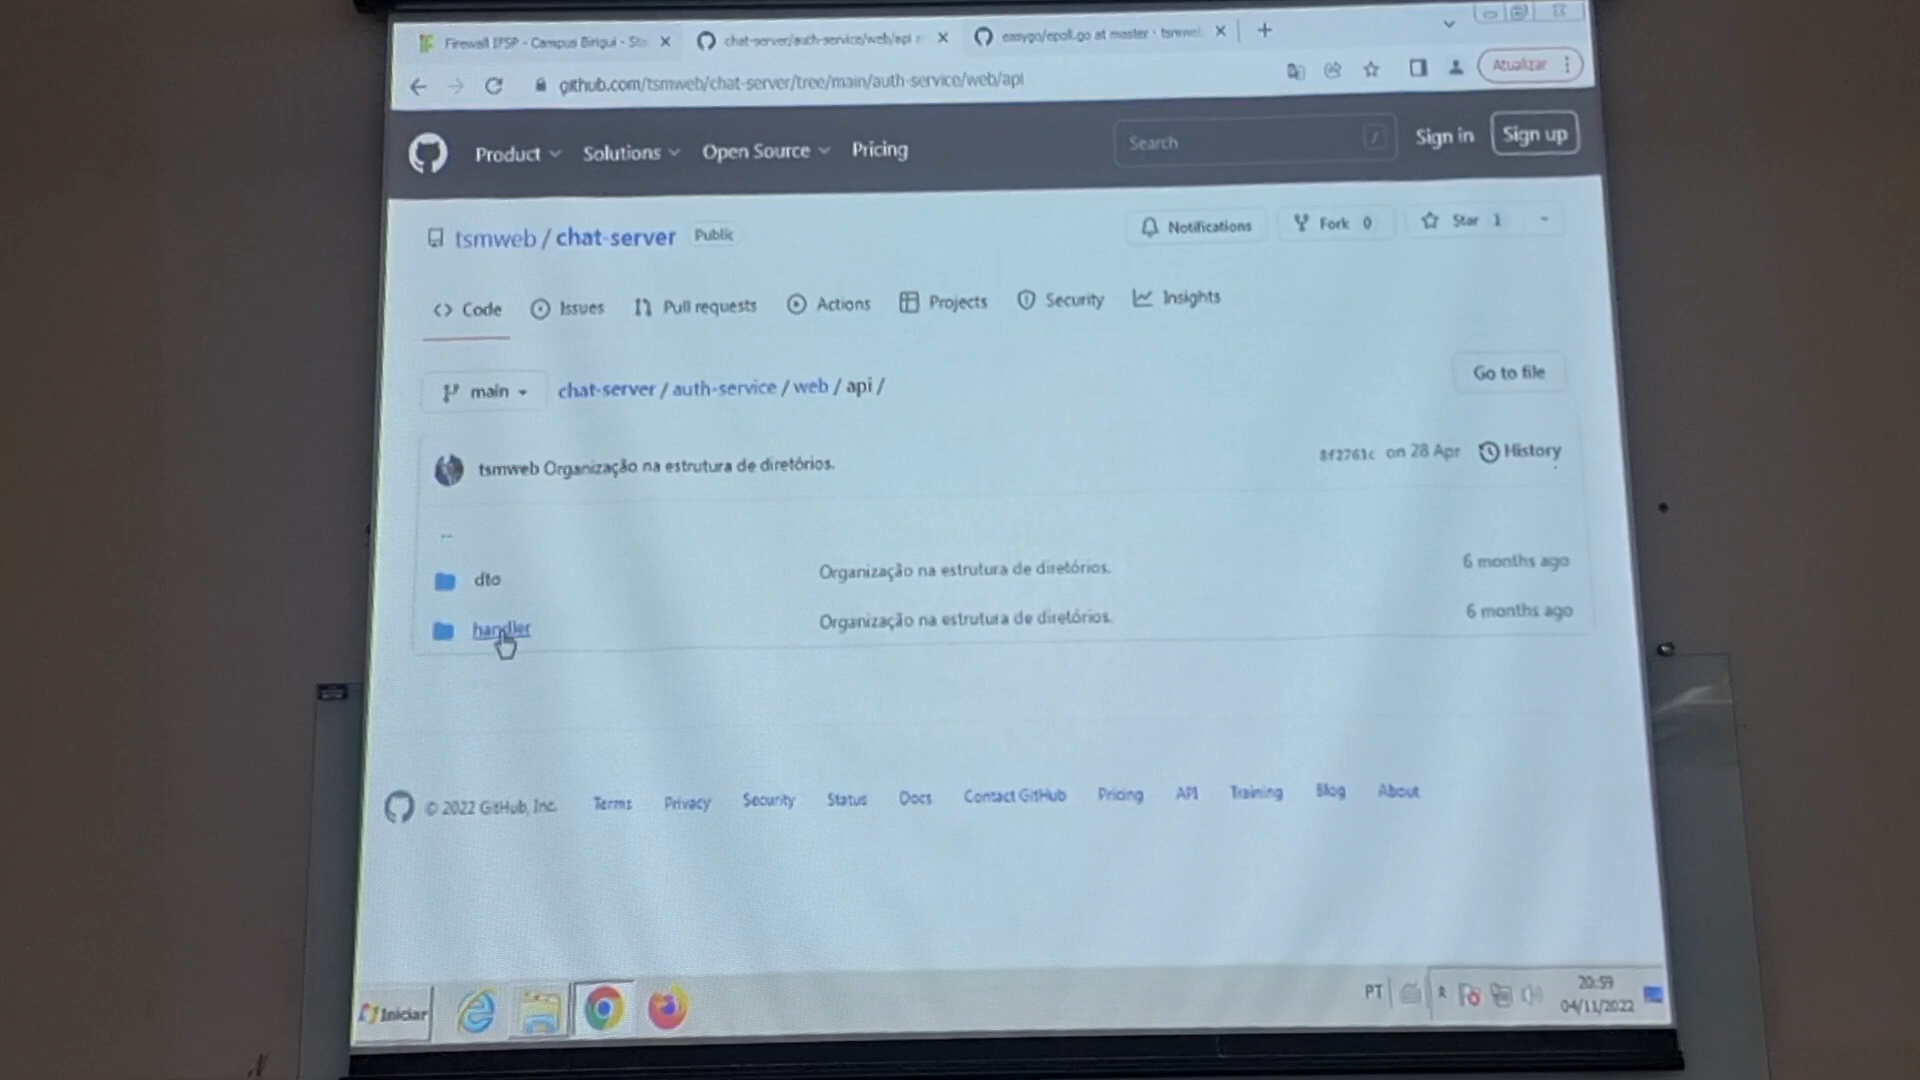 Firewall IFSP - Campus Birigui - Sto
chat-server/auth-service/web/api
easygo/epoll.go at master · tsmwel
github.com/tsmweb/chat-server/tree/main/auth-service/web/api
Atualizar
Product Solutions Open Source Pricing
Search /
Sign in Sign up
tsmweb / chat-server Public
Notifications Fork 0 Star 1
Code Issues Pull requests Actions Projects Security Insights
main chat-server / auth-service / web / api /
Go to file
tsmweb Organização na estrutura de diretórios.
8f2761c on 28 Apr History
..
dto Organização na estrutura de diretórios. 6 months ago
handler Organização na estrutura de diretórios. 6 months ago
© 2022 GitHub, Inc. Terms Privacy Security Status Docs Contact GitHub Pricing API Training Blog About
Iniciar
PT
20:59
04/11/2022